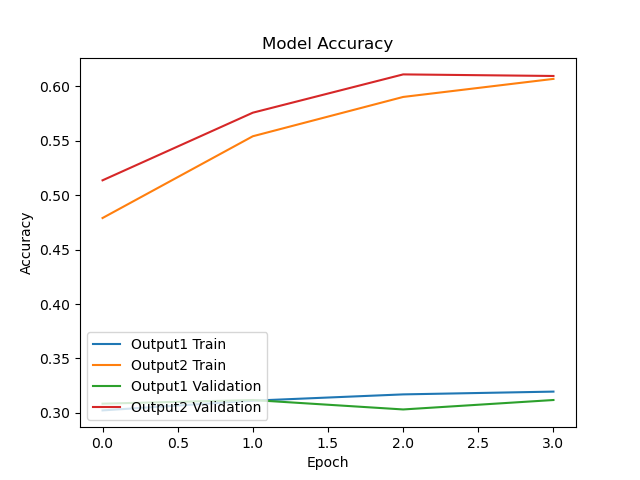 Model Accuracy
Accuracy
0.60
0.55
0.50
0.45
0.40
0.35
0.30
Output1 Train
Output2 Train
Output1 Validation
Output2 Validation
0.0 0.5 1.0 1.5 2.0 2.5 3.0
Epoch